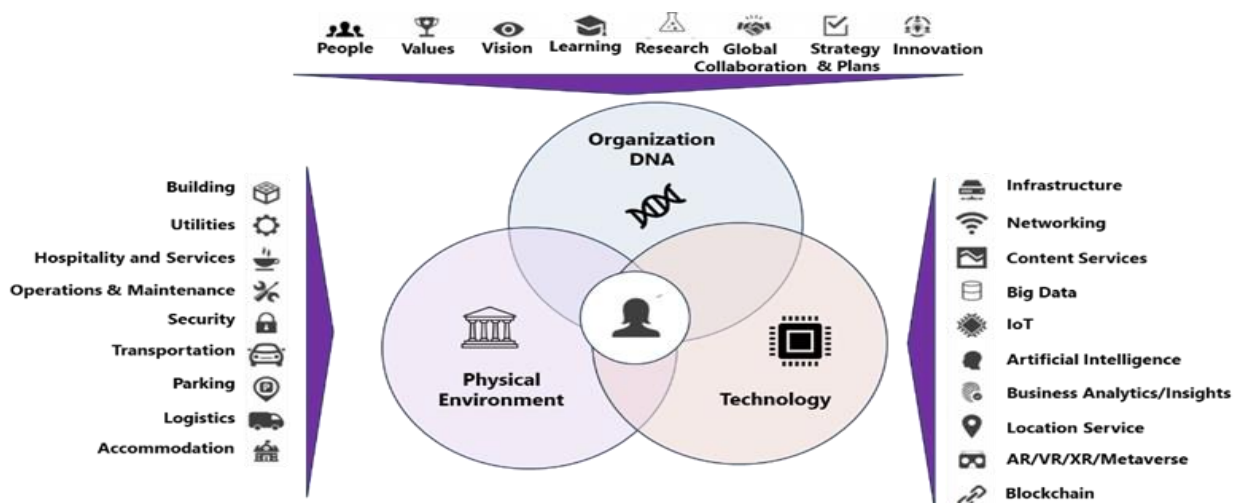 People
Values
Vision
Learning
Research
Global
Collaboration
Strategy
& Plans
Innovation
Organization
DNA
Building
Utilities
Hospitality and Services
Operations & Maintenance
Security
Transportation
Parking
Logistics
Accommodation
Physical
Environment
Technology
Infrastructure
Networking
Content Services
Big Data
IoT
Artificial Intelligence
Business Analytics/Insights
Location Service
AR/VR/XR/Metaverse
Blockchain